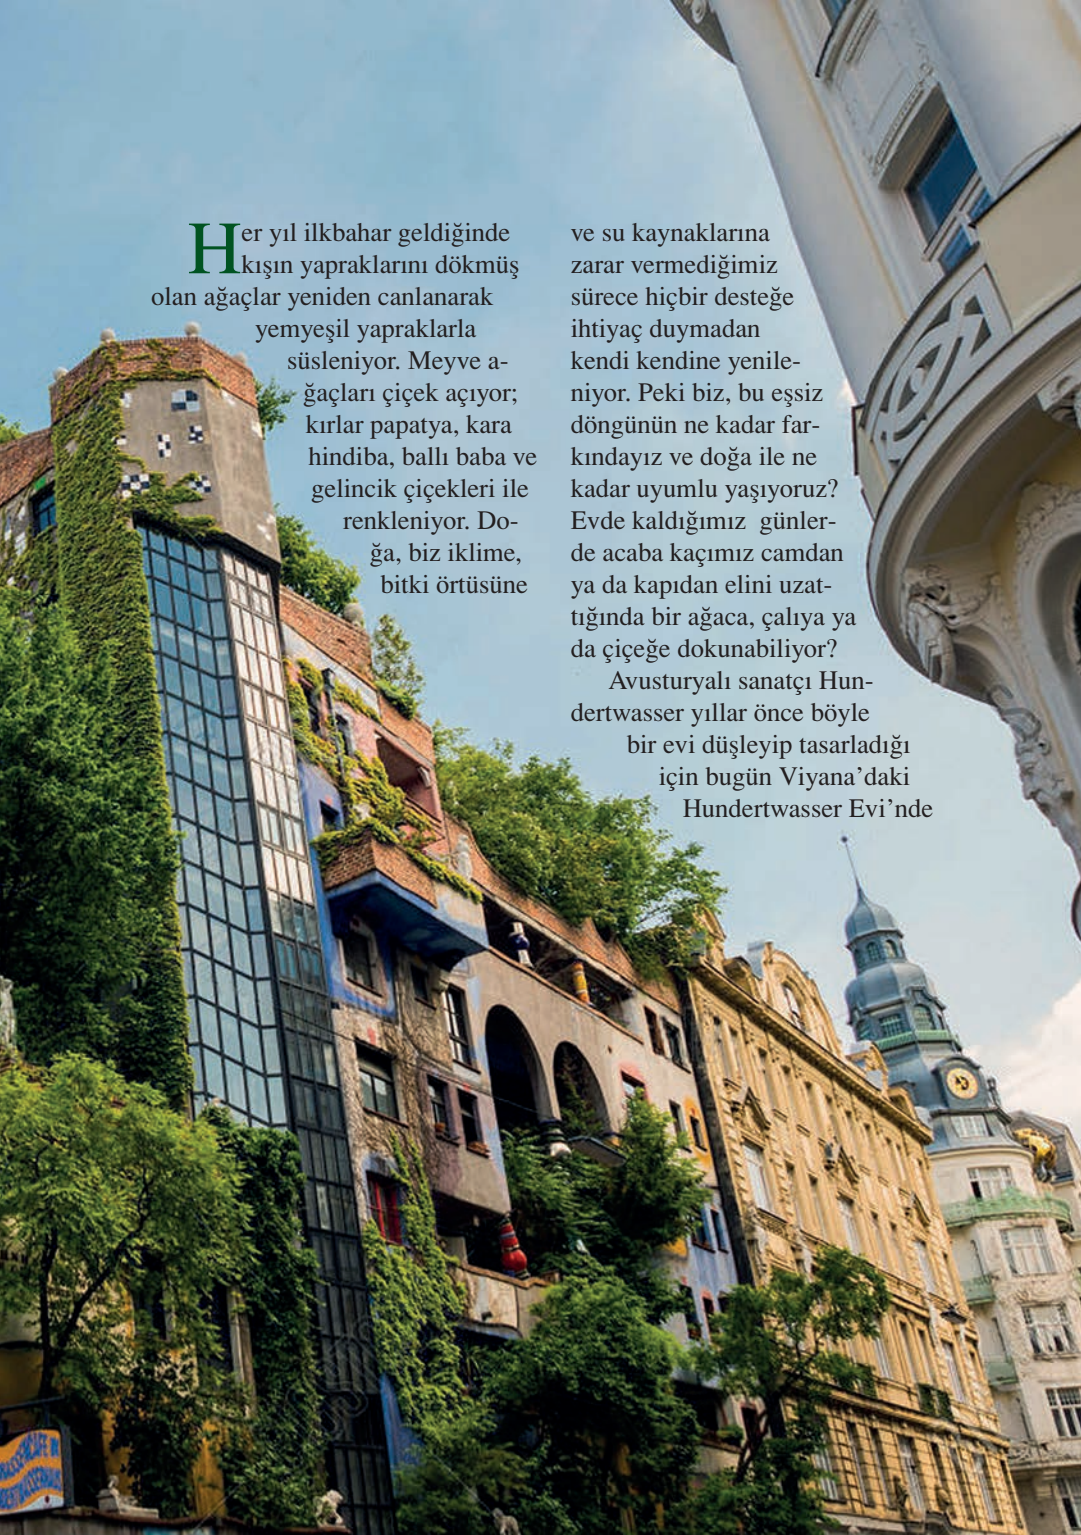 Her yıl ilkbahar geldiğinde
kışın yapraklarını dökmüş
olan ağaçlar yeniden canlanarak
yemyeşil yapraklarla
süsleniyor. Meyve a-
ğaçları çiçek açıyor;
kırlar papatya, kara
hindiba, ballı baba ve
gelincik çiçekleri ile
renkleniyor. Do-
ğa, biz iklime,
bitki örtüsüne
ve su kaynaklarına
zarar vermediğimiz
sürece hiçbir desteğe
ihtiyaç duymadan
kendi kendine yenile-
niyor. Peki biz, bu eşsiz
döngünün ne kadar far-
kındayız ve doğa ile ne
kadar uyumlu yaşıyoruz?
Evde kaldığımız günler-
de acaba kaçımız camdan
ya da kapıdan elini uzat-
tığında bir ağaca, çalıya ya
da çiçeğe dokunabiliyor?
Avusturyalı sanatçı Hun-
dertwasser yıllar önce böyle
bir evi düşleyip tasarladığı
için bugün Viyana’daki
Hundertwasser Evi’nde